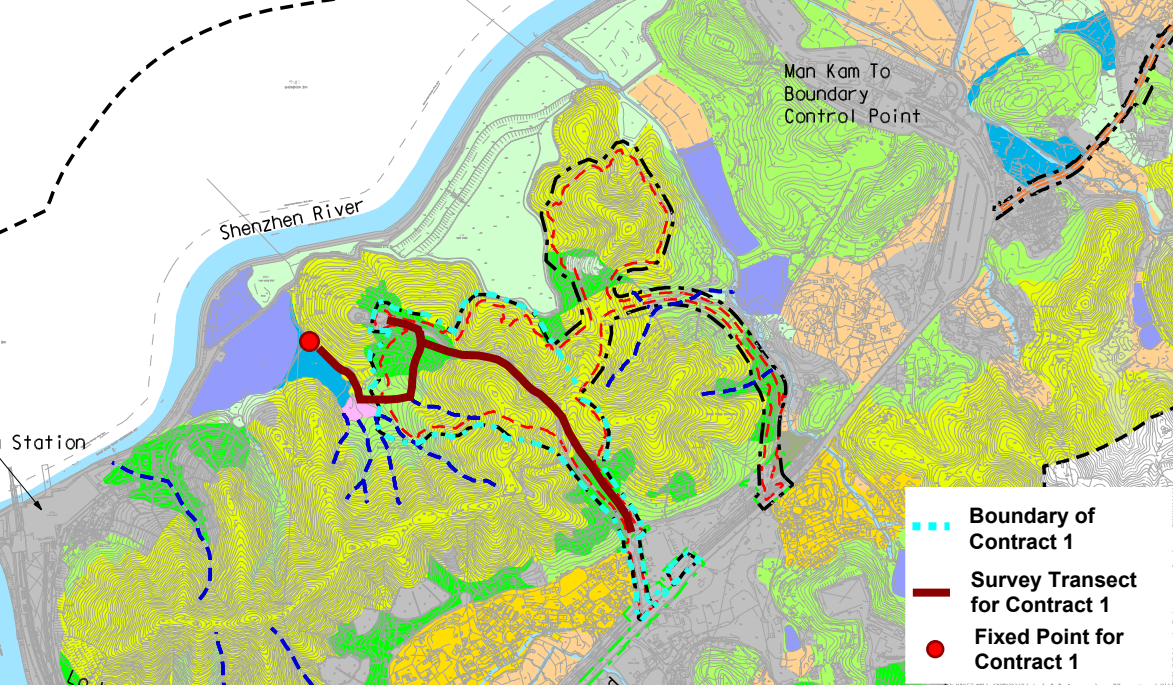 Man Kam To
Boundary
Control Point
Shenzhen River
Station
Boundary of
Contract 1
Survey Transect
for Contract 1
Fixed Point for
Contract 1